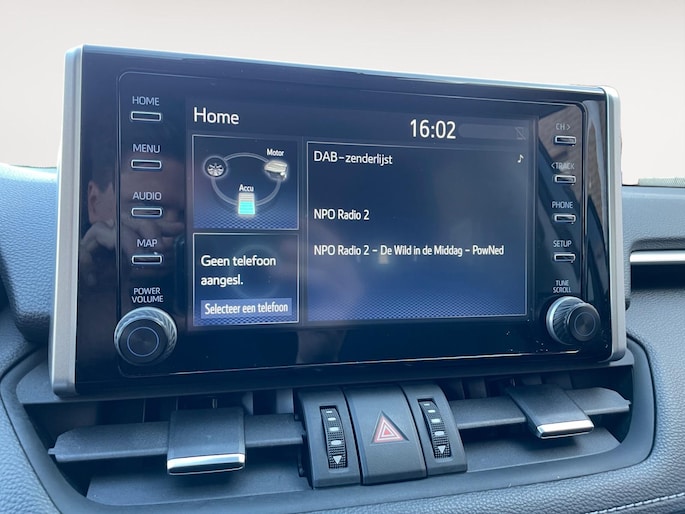 HOME
MENU
AUDIO
MAP
POWER
VOLUME
Home
16:02
Motor
Accu
Geen telefoon
aangesl.
Selecteer een telefoon
DAB-zenderlijst
NPO Radio 2
NPO Radio 2 - De Wild in de Middag - PowNed
CH >
<TRACK
PHONE
SETUP
TUNE
SCROLL